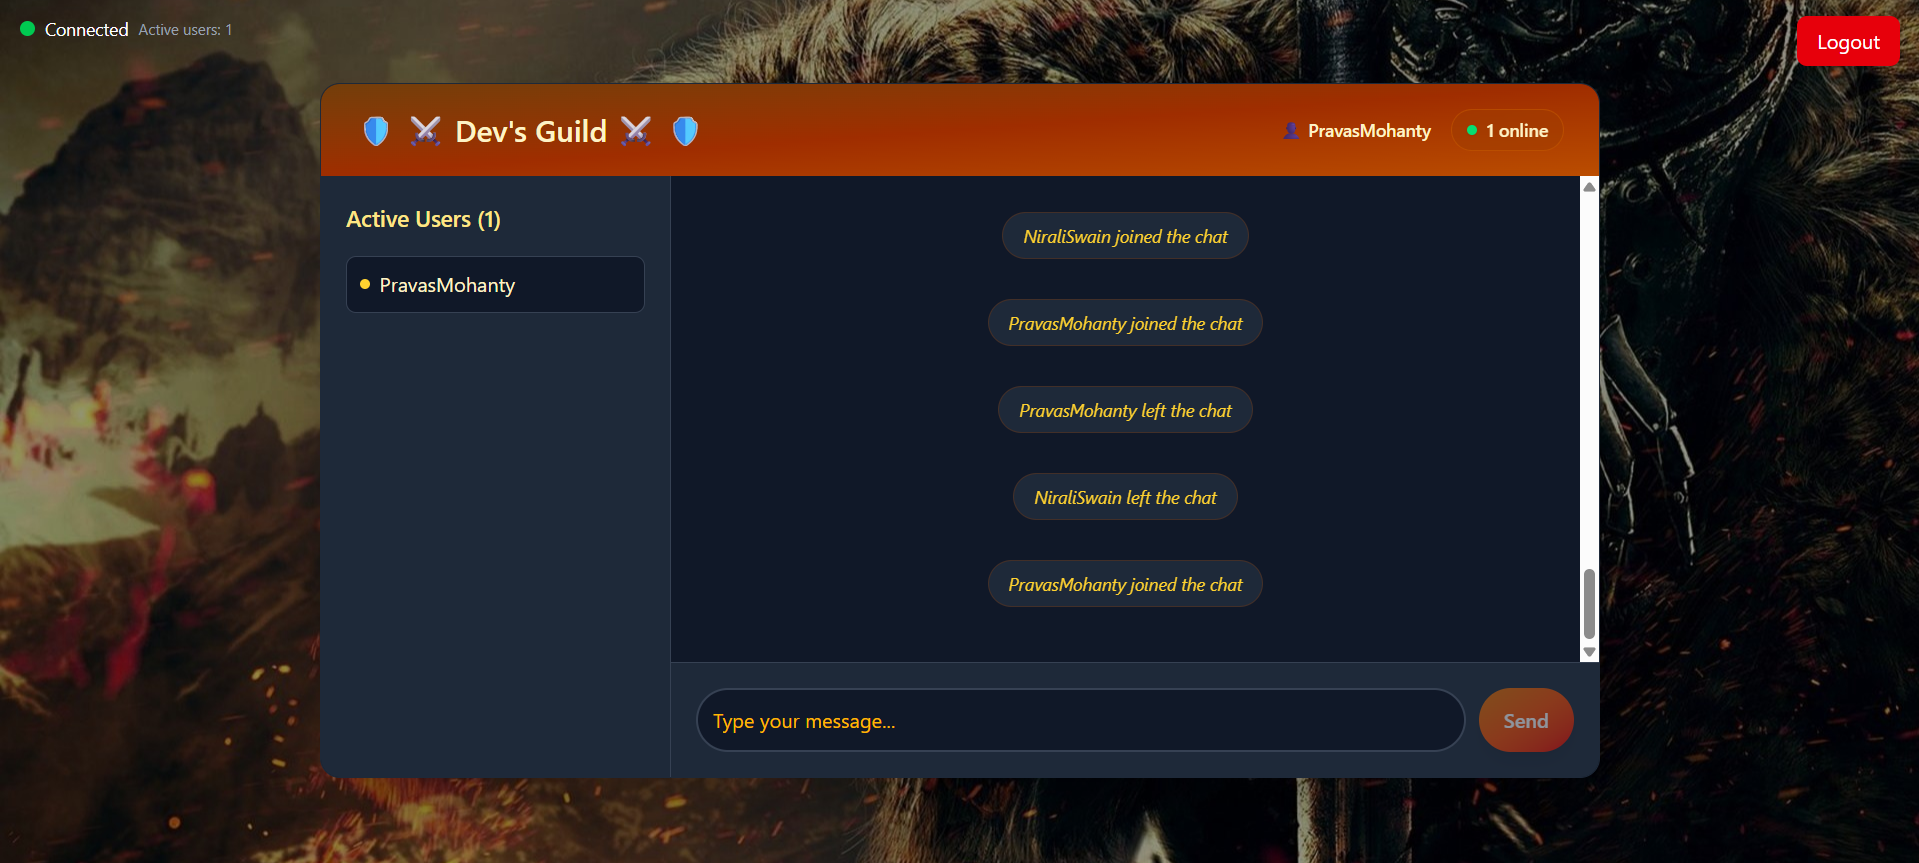 Connected Active users: 1
Logout
Dev's Guild
PravasMohanty
1 online
Active Users (1)
PravasMohanty
NiraliSwain joined the chat
PravasMohanty joined the chat
PravasMohanty left the chat
NiraliSwain left the chat
PravasMohanty joined the chat
Type your message...
Send